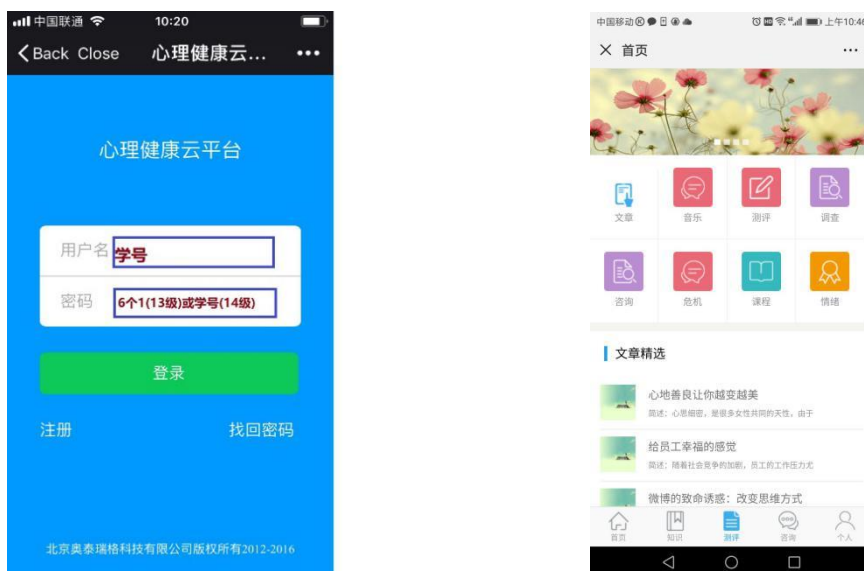 中国联通 10:20
Back Close 心理健康云... •••
心理健康云平台
用户名 学号
密码 6个1(13级)或学号(14级)
登录
注册 找回密码
北京奥泰瑞格科技有限公司版权所有2012-2016
中国移动 HD 上午10:46
首页 ...
文章 音乐 测评 调查
咨询 危机 课程 情绪
文章精选
心地善良让你越变越美
简述：心思细密，是很多女性共同的天性，由于
给员工幸福的感觉
简述：随着社会竞争的加剧，员工的工作压力尤
微博的致命诱惑：改变思维方式
首页 知识 测评 咨询 个人